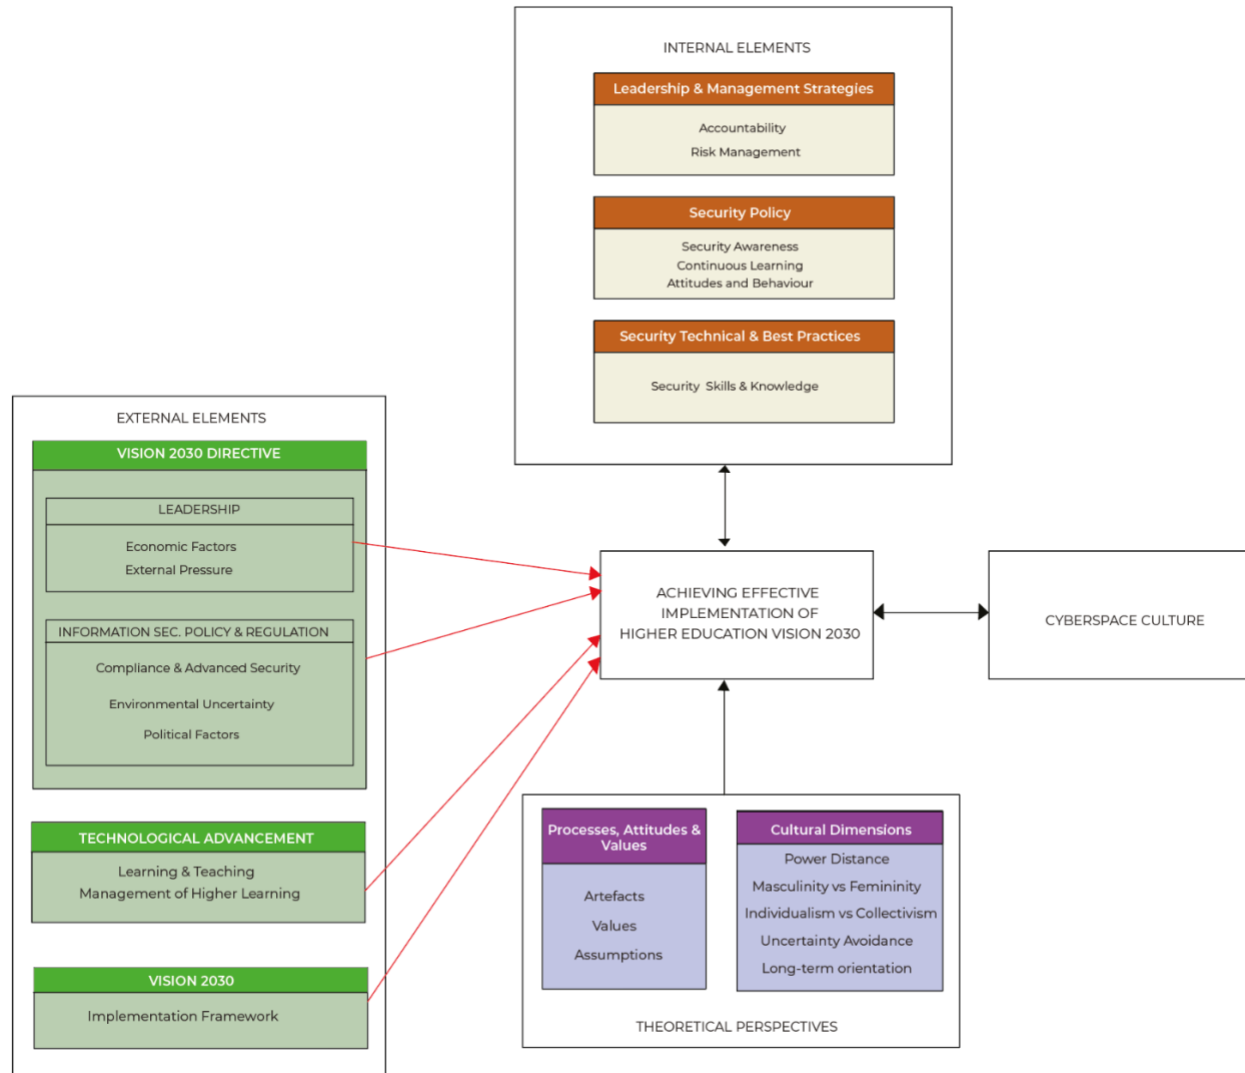 INTERNAL ELEMENTS
Leadership & Management Strategies
Accountability
Risk Management
Security Policy
Security Awareness
Continuous Learning
Attitudes and Behaviour
Security Technical & Best Practices
Security Skills & Knowledge
EXTERNAL ELEMENTS
VISION 2030 DIRECTIVE
LEADERSHIP
Economic Factors
External Pressure
INFORMATION SEC. POLICY & REGULATION
Compliance & Advanced Security
Environmental Uncertainty
Political Factors
TECHNOLOGICAL ADVANCEMENT
Learning & Teaching
Management of Higher Learning
VISION 2030
Implementation Framework
ACHIEVING EFFECTIVE
IMPLEMENTATION OF
HIGHER EDUCATION VISION 2030
CYBERSPACE CULTURE
Processes, Attitudes &
Values
Artefacts
Values
Assumptions
Cultural Dimensions
Power Distance
Masculinity vs Femininity
Individualism vs Collectivism
Uncertainty Avoidance
Long-term orientation
THEORETICAL PERSPECTIVES